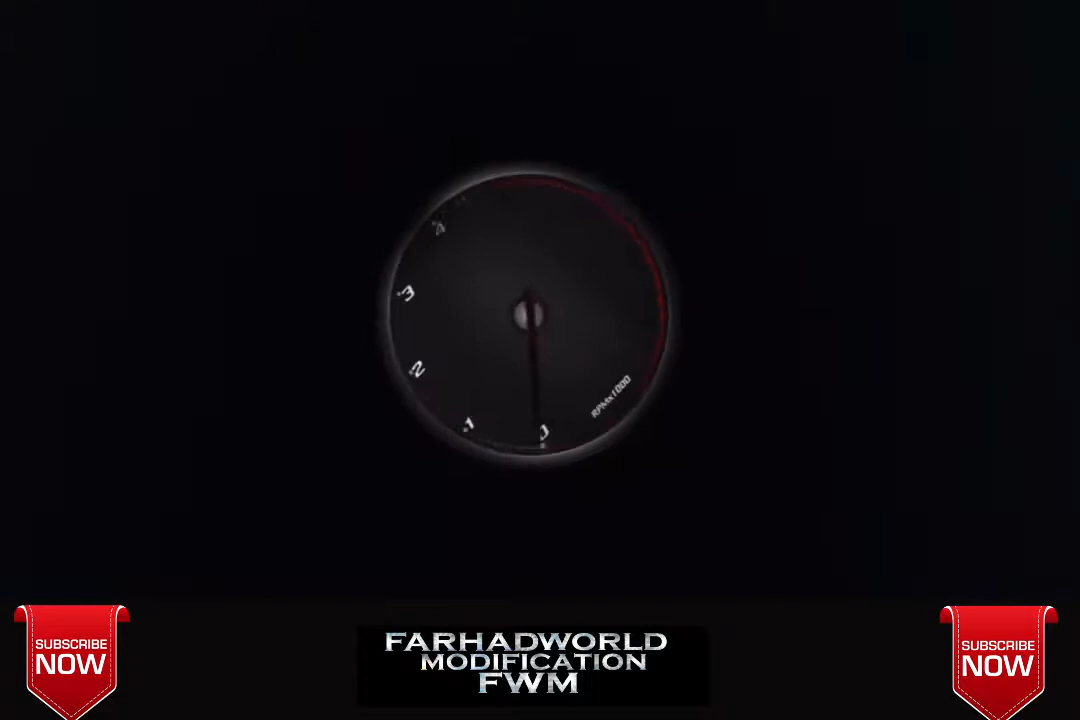 4
3
2
1
0
RPMx1000
SUBSCRIBE
NOW
FARHADWORLD
MODIFICATION
FWM
SUBSCRIBE
NOW